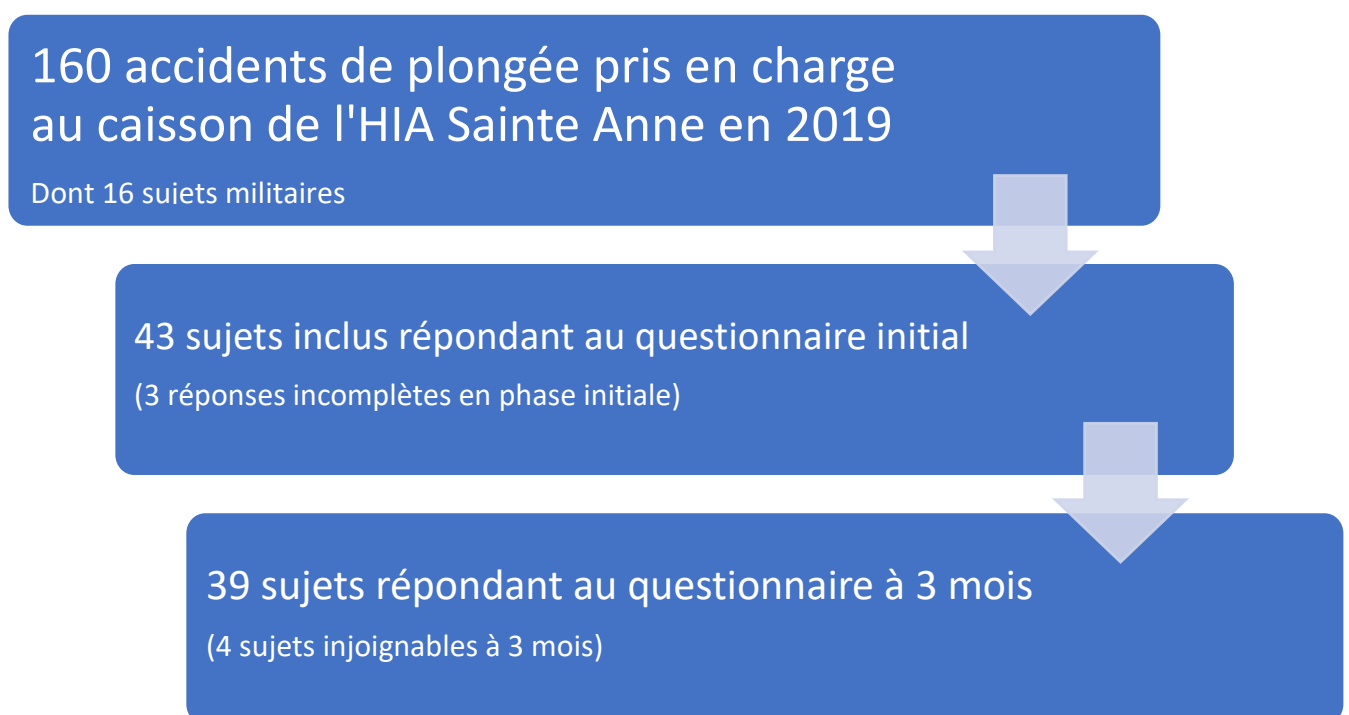 160 accidents de plongée pris en charge
au caisson de l'HIA Sainte Anne en 2019
Dont 16 sujets militaires
43 sujets inclus répondant au questionnaire initial
(3 réponses incomplètes en phase initiale)
39 sujets répondant au questionnaire à 3 mois
(4 sujets injoignables à 3 mois)